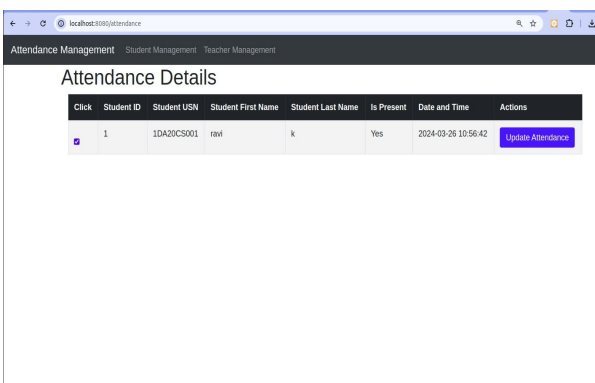 localhost:8080/attendance
Attendance Management Student Management Teacher Management
Attendance Details
Click Student ID Student USN Student First Name Student Last Name Is Present Date and Time Actions
1 1DA20CS001 ravi k Yes 2024-03-26 10:56:42 Update Attendance